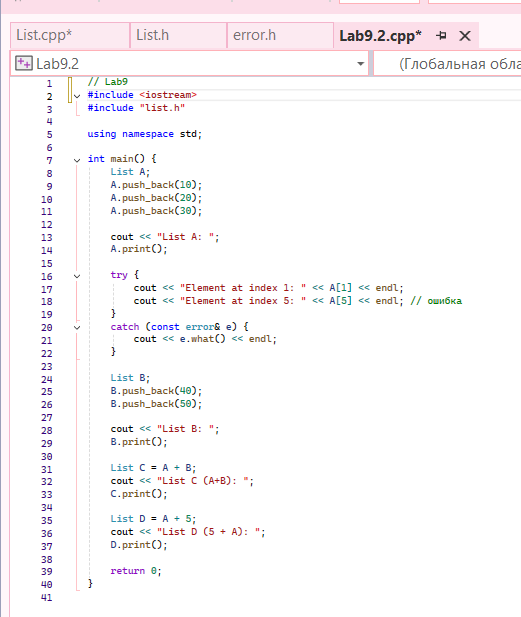 List.cpp* List.h error.h Lab9.2.cpp*
Lab9.2 (Глобальная обла
1 // Lab9
2 #include <iostream>
3 #include "list.h"
4
5 using namespace std;
6
7 int main() {
8 List A;
9 A.push_back(10);
10 A.push_back(20);
11 A.push_back(30);
12
13 cout << "List A: ";
14 A.print();
15
16 try {
17 cout << "Element at index 1: " << A[1] << endl;
18 cout << "Element at index 5: " << A[5] << endl; // ошибка
19 }
20 catch (const error& e) {
21 cout << e.what() << endl;
22 }
23
24 List B;
25 B.push_back(40);
26 B.push_back(50);
27
28 cout << "List B: ";
29 B.print();
30
31 List C = A + B;
32 cout << "List C (A+B): ";
33 C.print();
34
35 List D = A + 5;
36 cout << "List D (5 + A): ";
37 D.print();
38
39 return 0;
40 }
41